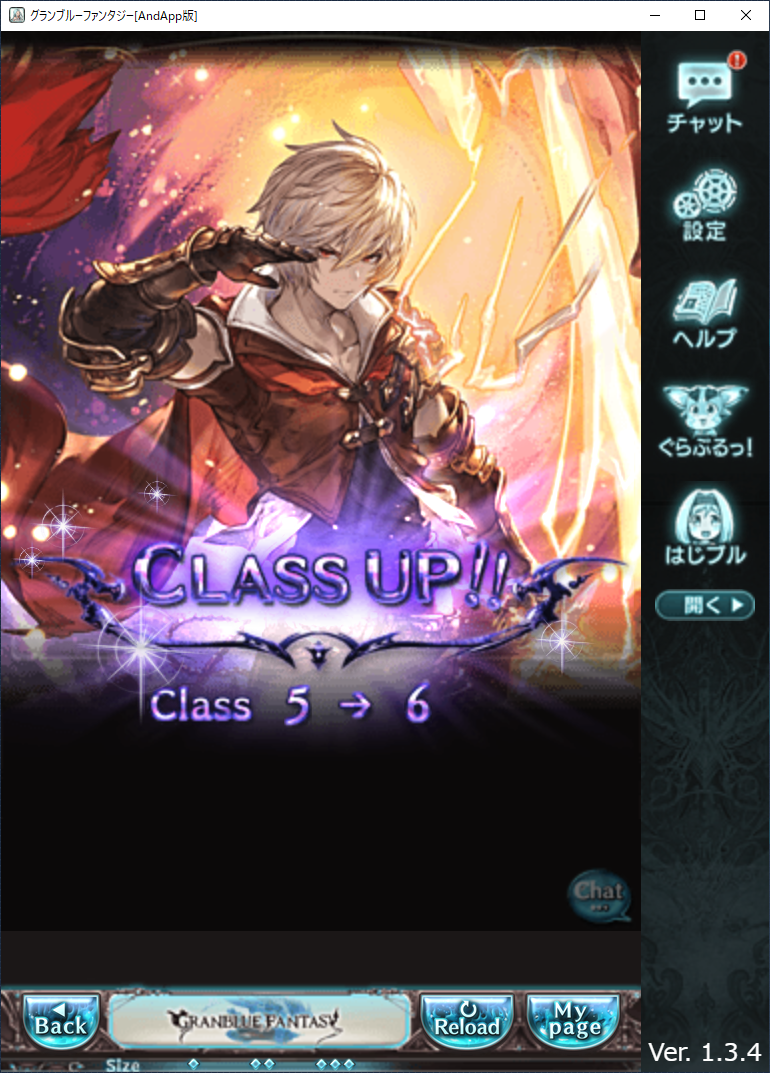 グランブルーファンタジー[AndApp版]
チャット
設定
ヘルプ
ぐらぶるっ!
はじブル
開く
CLASS UP!!
Class 5 → 6
Chat
Back
GRANBLUE FANTASY
Reload
My page
Size
Ver. 1.3.4